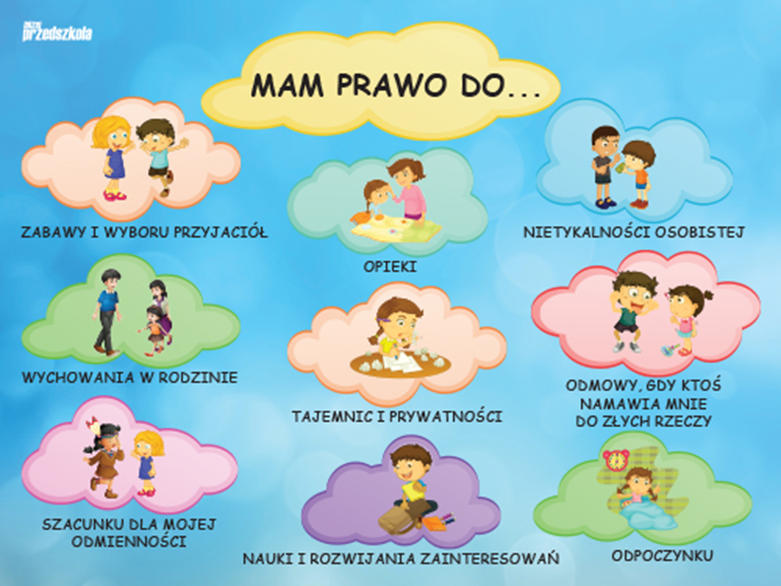 BLIŻEJ
przedszkola
MAM PRAWO DO...
ZABAWY I WYBORU PRZYJACIÓŁ
OPIEKI
NIETYKALNOŚCI OSOBISTEJ
WYCHOWANIA W RODZINIE
TAJEMNIC I PRYWATNOŚCI
ODMOWY, GDY KTOŚ
NAMAWIA MNIE
DO ZŁYCH RZECZY
SZACUNKU DLA MOJEJ
ODMIENNOŚCI
NAUKI I ROZWIJANIA ZAINTERESOWAŃ
ODPOCZYNKU